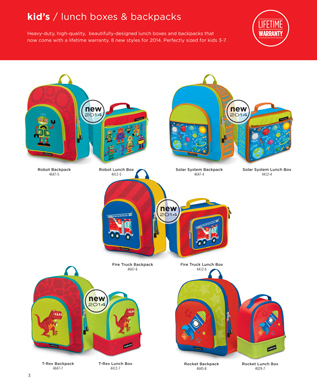 kid's / lunch boxes & backpacks
Heavy-duty, high-quality, beautifully-designed lunch boxes and backpacks that
now come with a lifetime warranty. 8 new styles for 2014. Perfectly sized for kids 3-7.
LIFETIME
WARRANTY
new
2014
new
2014
Robot Backpack
Robot Lunch Box
Solar System Backpack
Solar System Lunch Box
new
2014
Fire Truck Backpack
Fire Truck Lunch Box
new
2014
T-Rex Backpack
T-Rex Lunch Box
Rocket Backpack
Rocket Lunch Box
3